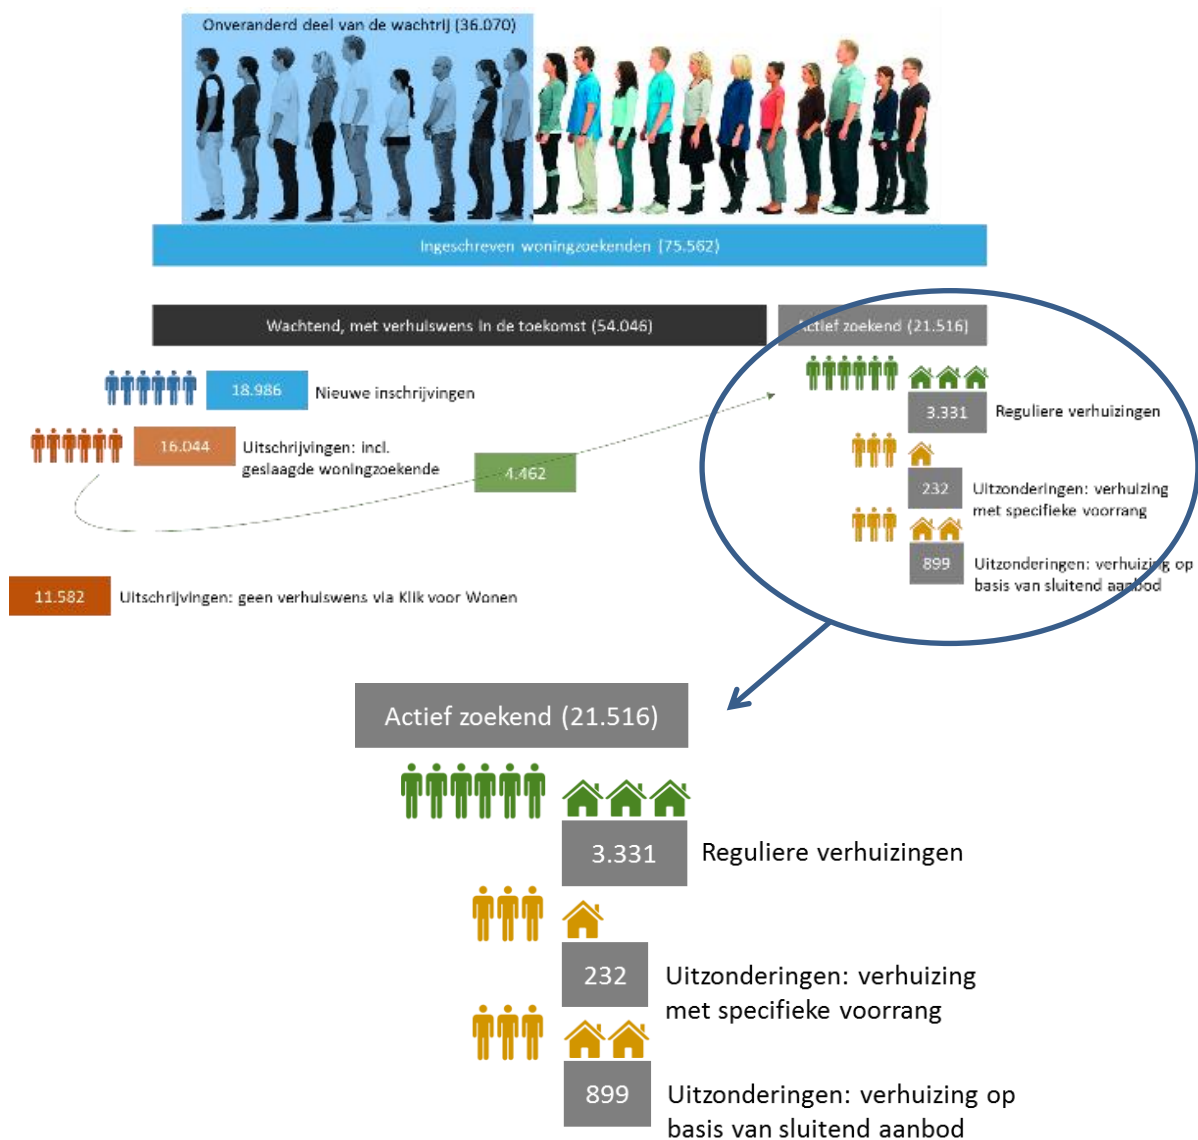 Onveranderd deel van de wachtrij (36.070)
Ingeschreven woningzoekenden (75.562)
Wachtend, met verhuiswens in de toekomst (54.046)
Actief zoekend (21.516)
18.986
Nieuwe inschrijvingen
16.044
Uitschrijvingen: incl.
geslaagde woningzoekende
4.462
3.331
Reguliere verhuizingen
232
Uitzonderingen: verhuizing
met specifieke voorrang
899
Uitzonderingen: verhuizing op
basis van sluitend aanbod
11.582
Uitschrijvingen: geen verhuiswens via Klik voor Wonen
Actief zoekend (21.516)
3.331
Reguliere verhuizingen
232
Uitzonderingen: verhuizing
met specifieke voorrang
899
Uitzonderingen: verhuizing op
basis van sluitend aanbod